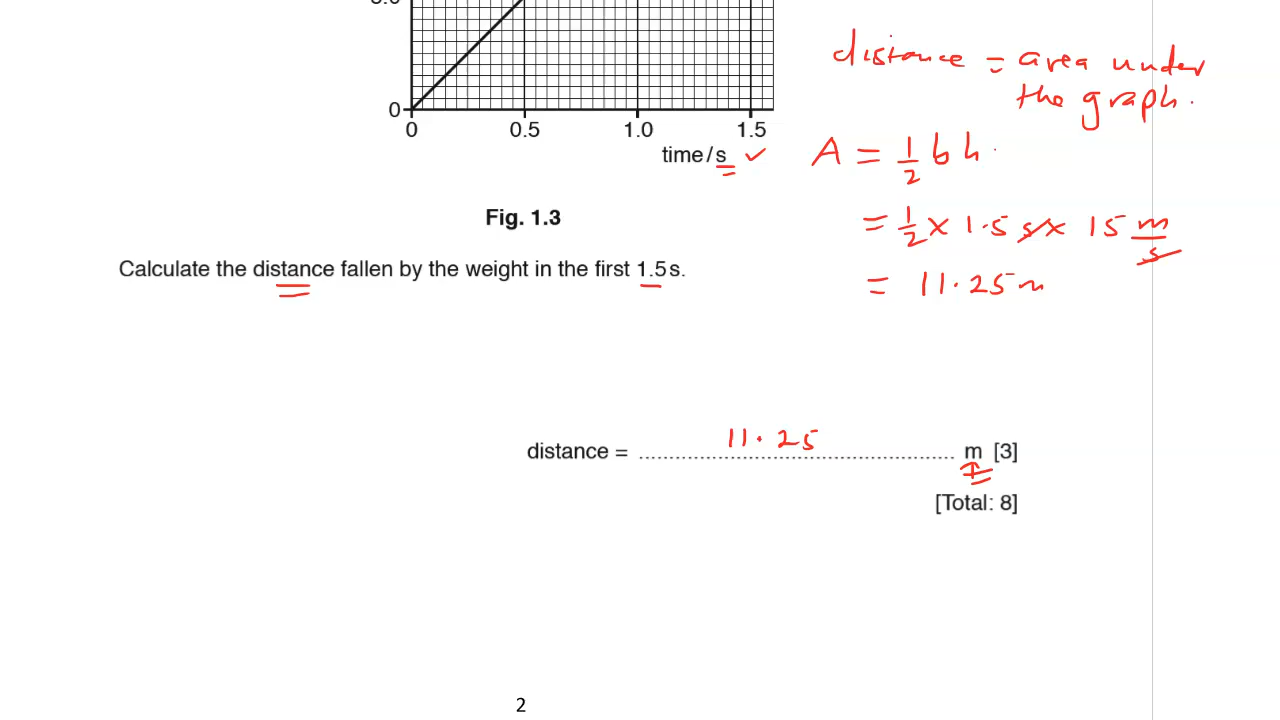 distance = area under
the graph.
0
0 0.5 1.0 1.5
time/s ✓
A = 1/2 b h
= 1/2 × 1.5 s × 15 m/s
= 11.25 m
Fig. 1.3
Calculate the distance fallen by the weight in the first 1.5 s.
distance = 11.25 m [3]
[Total: 8]
2